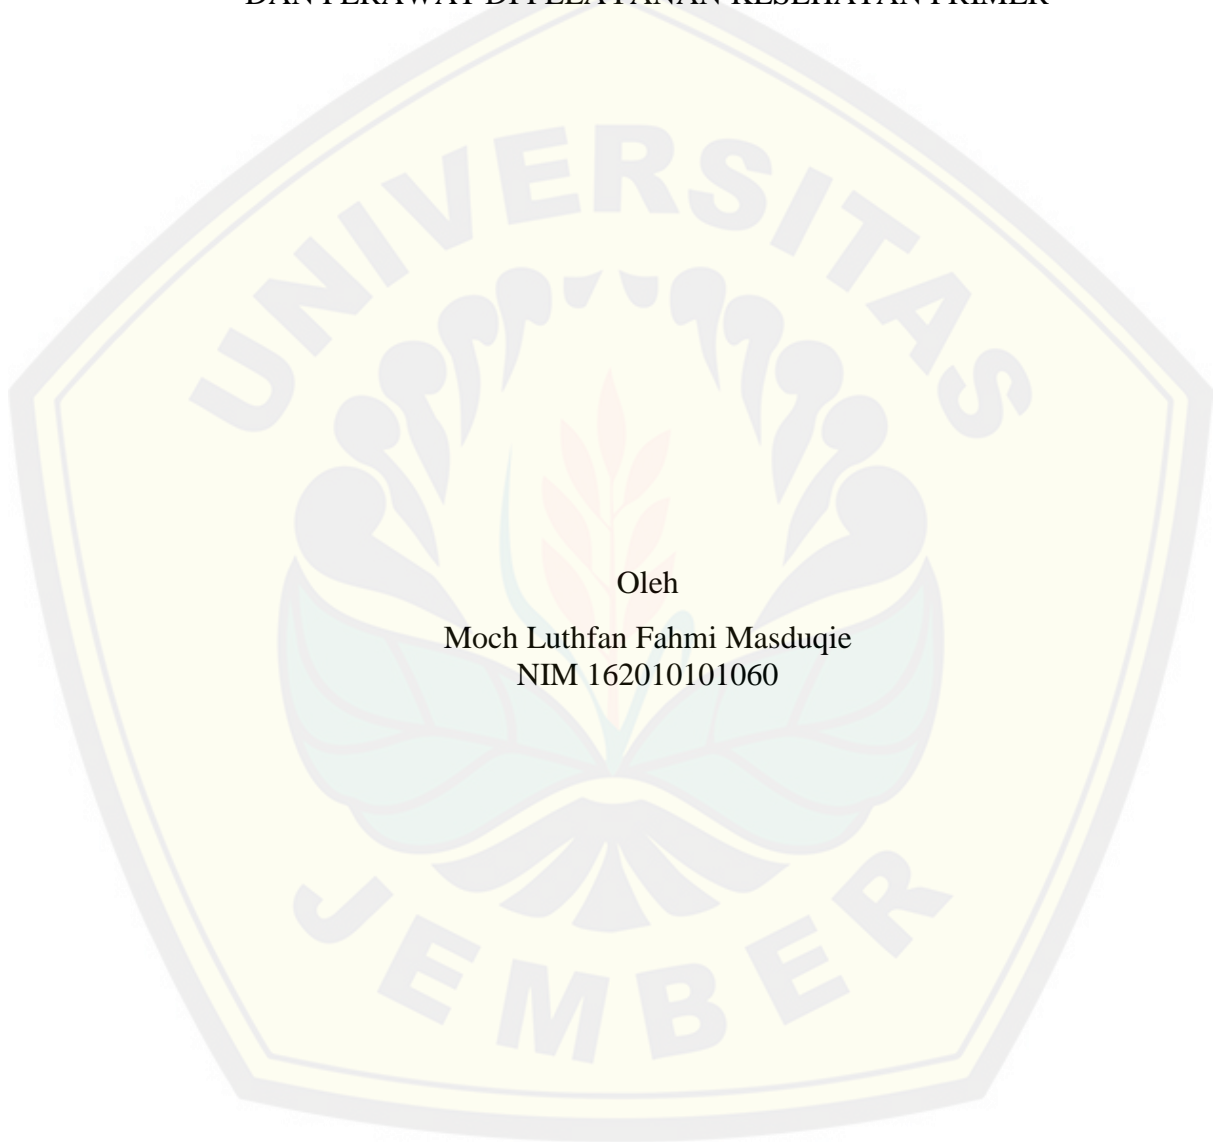 DAN PERAWAT DI PELAYANAN KESEHATAN PRIMER
UNIVERSITAS
Oleh
Moch Luthfan Fahmi Masduqie
NIM 162010101060
JEMBER